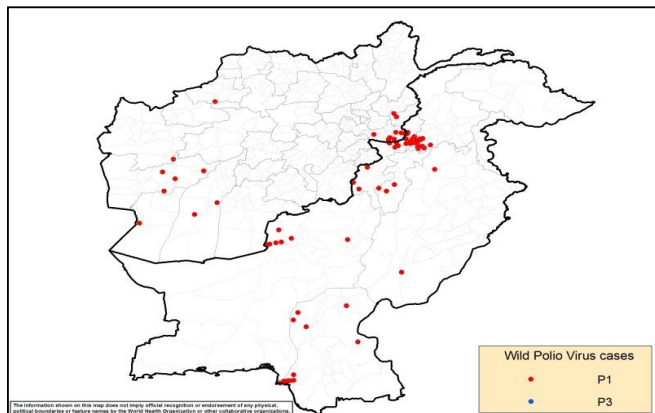 Wild Polio Virus cases
P1
P3
The information shown on this map does not imply official recognition or endorsement of any physical,
political boundaries or feature names by the World Health Organization or other collaborative organizations.